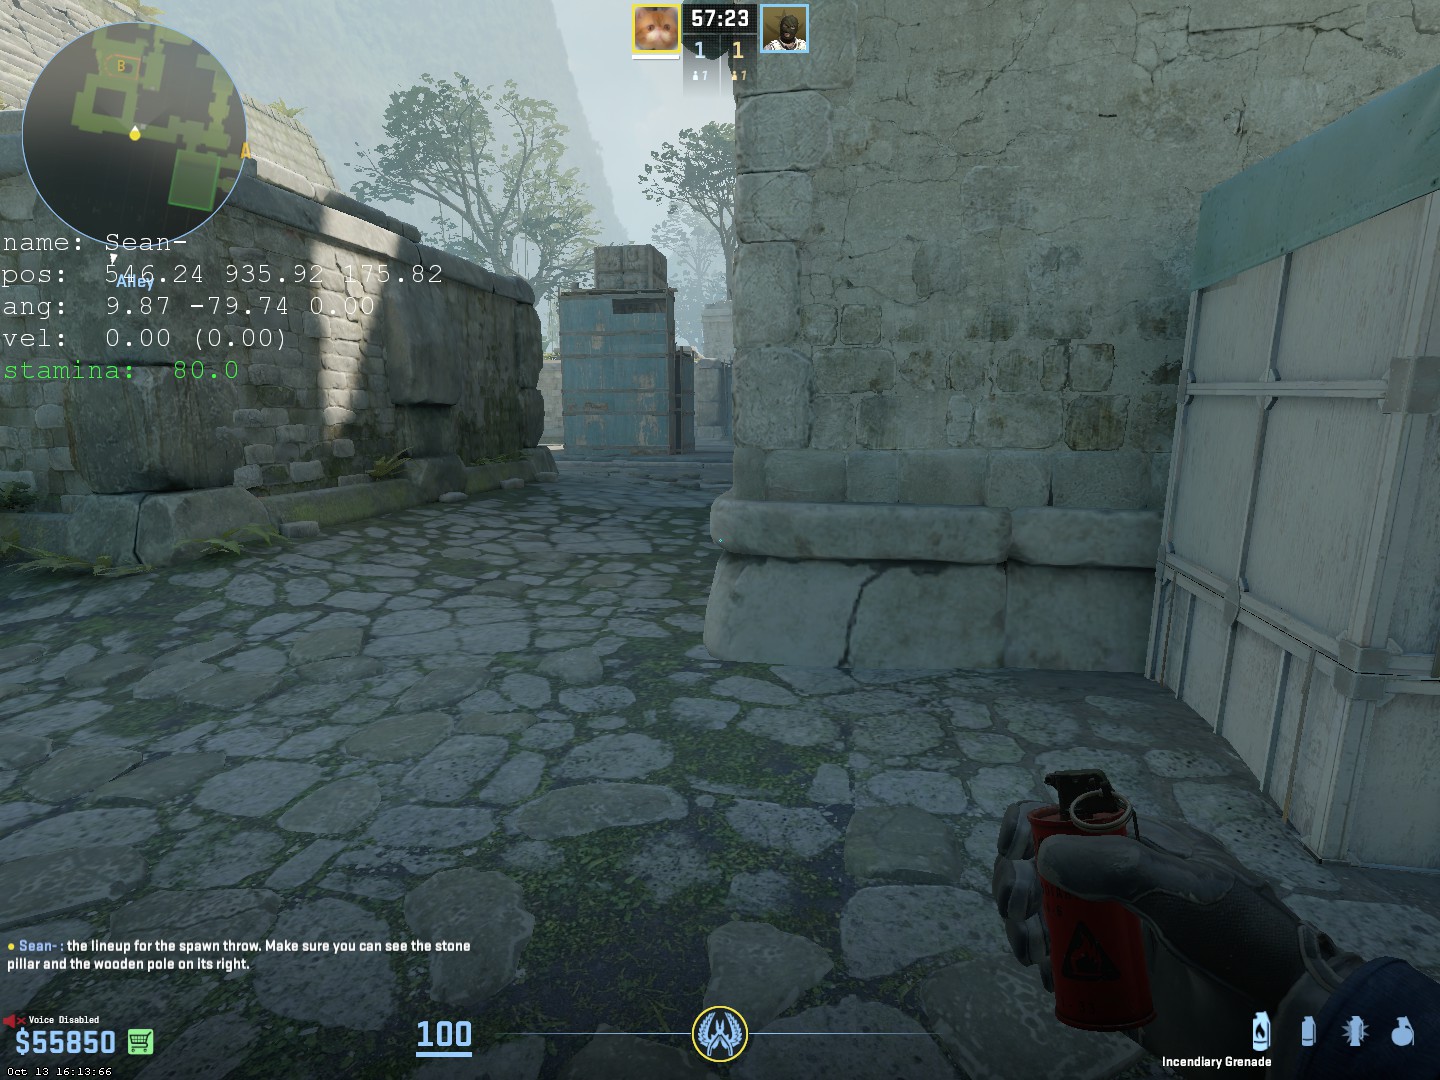 57:23
1 1
7 7
B
A
name: Sean-
pos: 546.24 935.92 175.82
Alley
ang: 9.87 -79.74 0.00
vel: 0.00 (0.00)
stamina: 80.0
Sean- : the lineup for the spawn throw. Make sure you can see the stone
pillar and the wooden pole on its right.
Voice Disabled
$55850
100
Incendiary Grenade
Oct 13 16:13:66